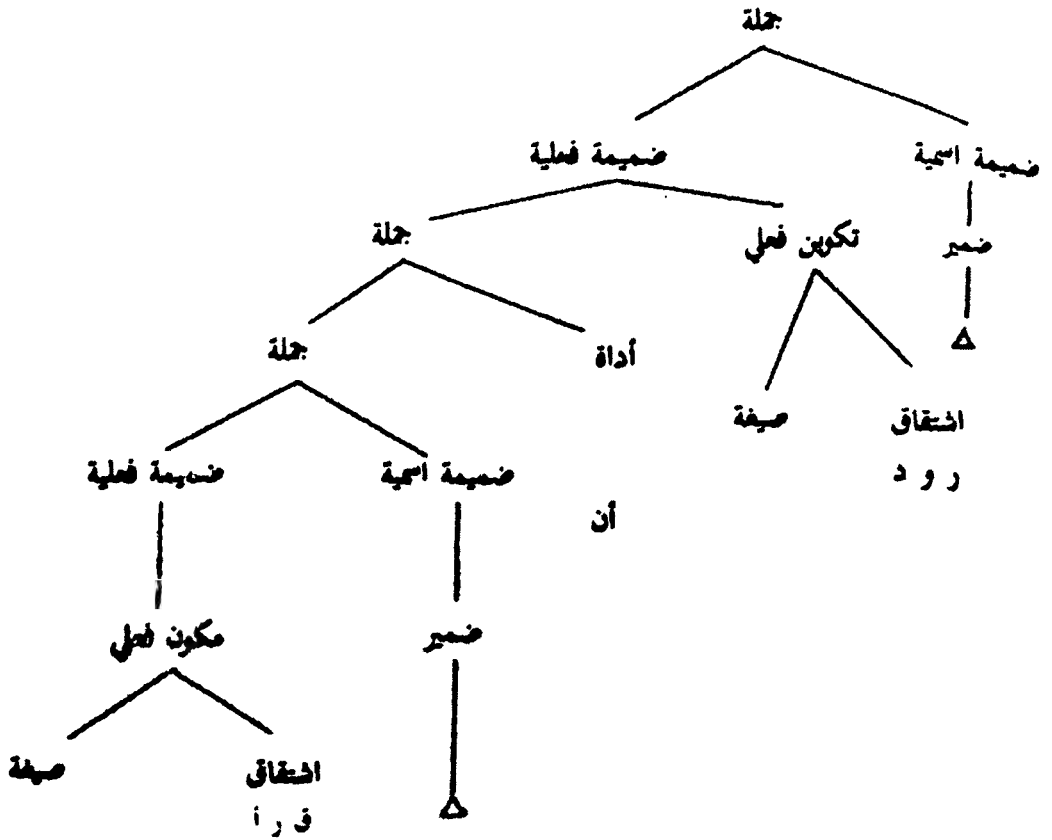 جملة
ضميمة اسمية ضميمة فعلية
ضمير تكوين فعلي جملة
△
أداة جملة
اشتقاق صيغة
ر و د
ضميمة اسمية ضميمة فعلية
أن
ضمير مكون فعلي
اشتقاق صيغة
△
ق ر أ